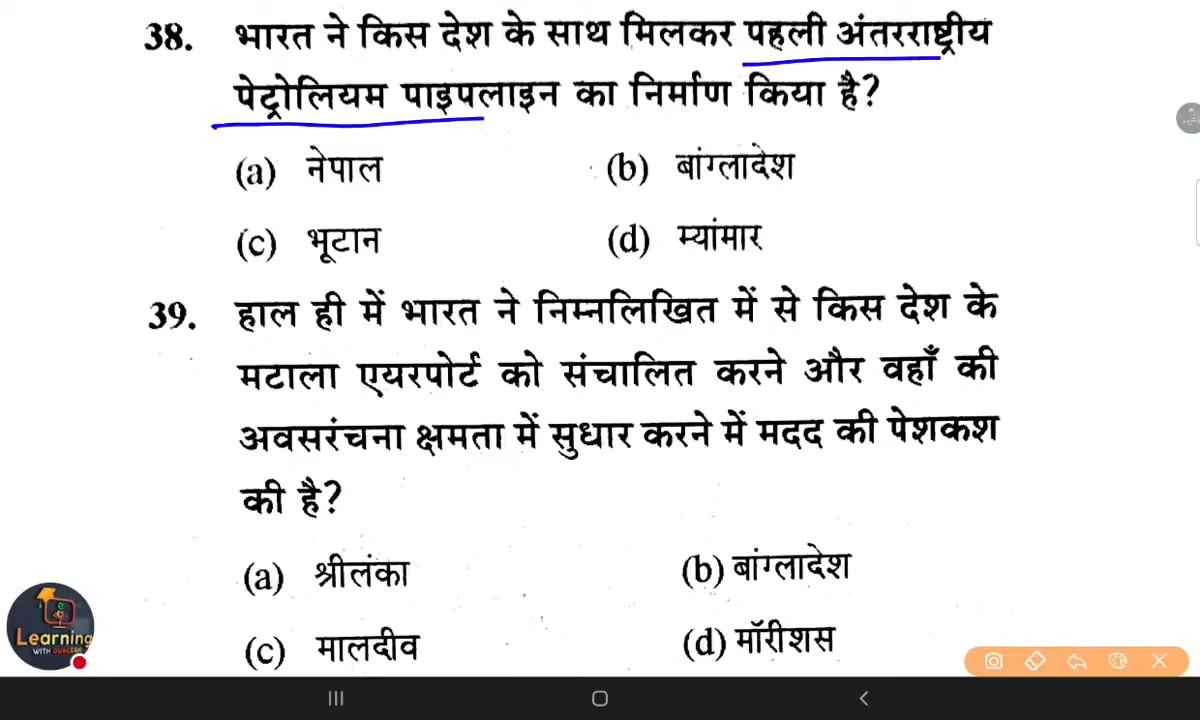 38. भारत ने किस देश के साथ मिलकर पहली अंतरराष्ट्रीय
पेट्रोलियम पाइपलाइन का निर्माण किया है?
(a) नेपाल (b) बांग्लादेश
(c) भूटान (d) म्यांमार
39. हाल ही में भारत ने निम्नलिखित में से किस देश के
मटाला एयरपोर्ट को संचालित करने और वहाँ की
अवसरंचना क्षमता में सुधार करने में मदद की पेशकश
की है?
(a) श्रीलंका (b) बांग्लादेश
(c) मालदीव (d) मॉरीशस
Learning